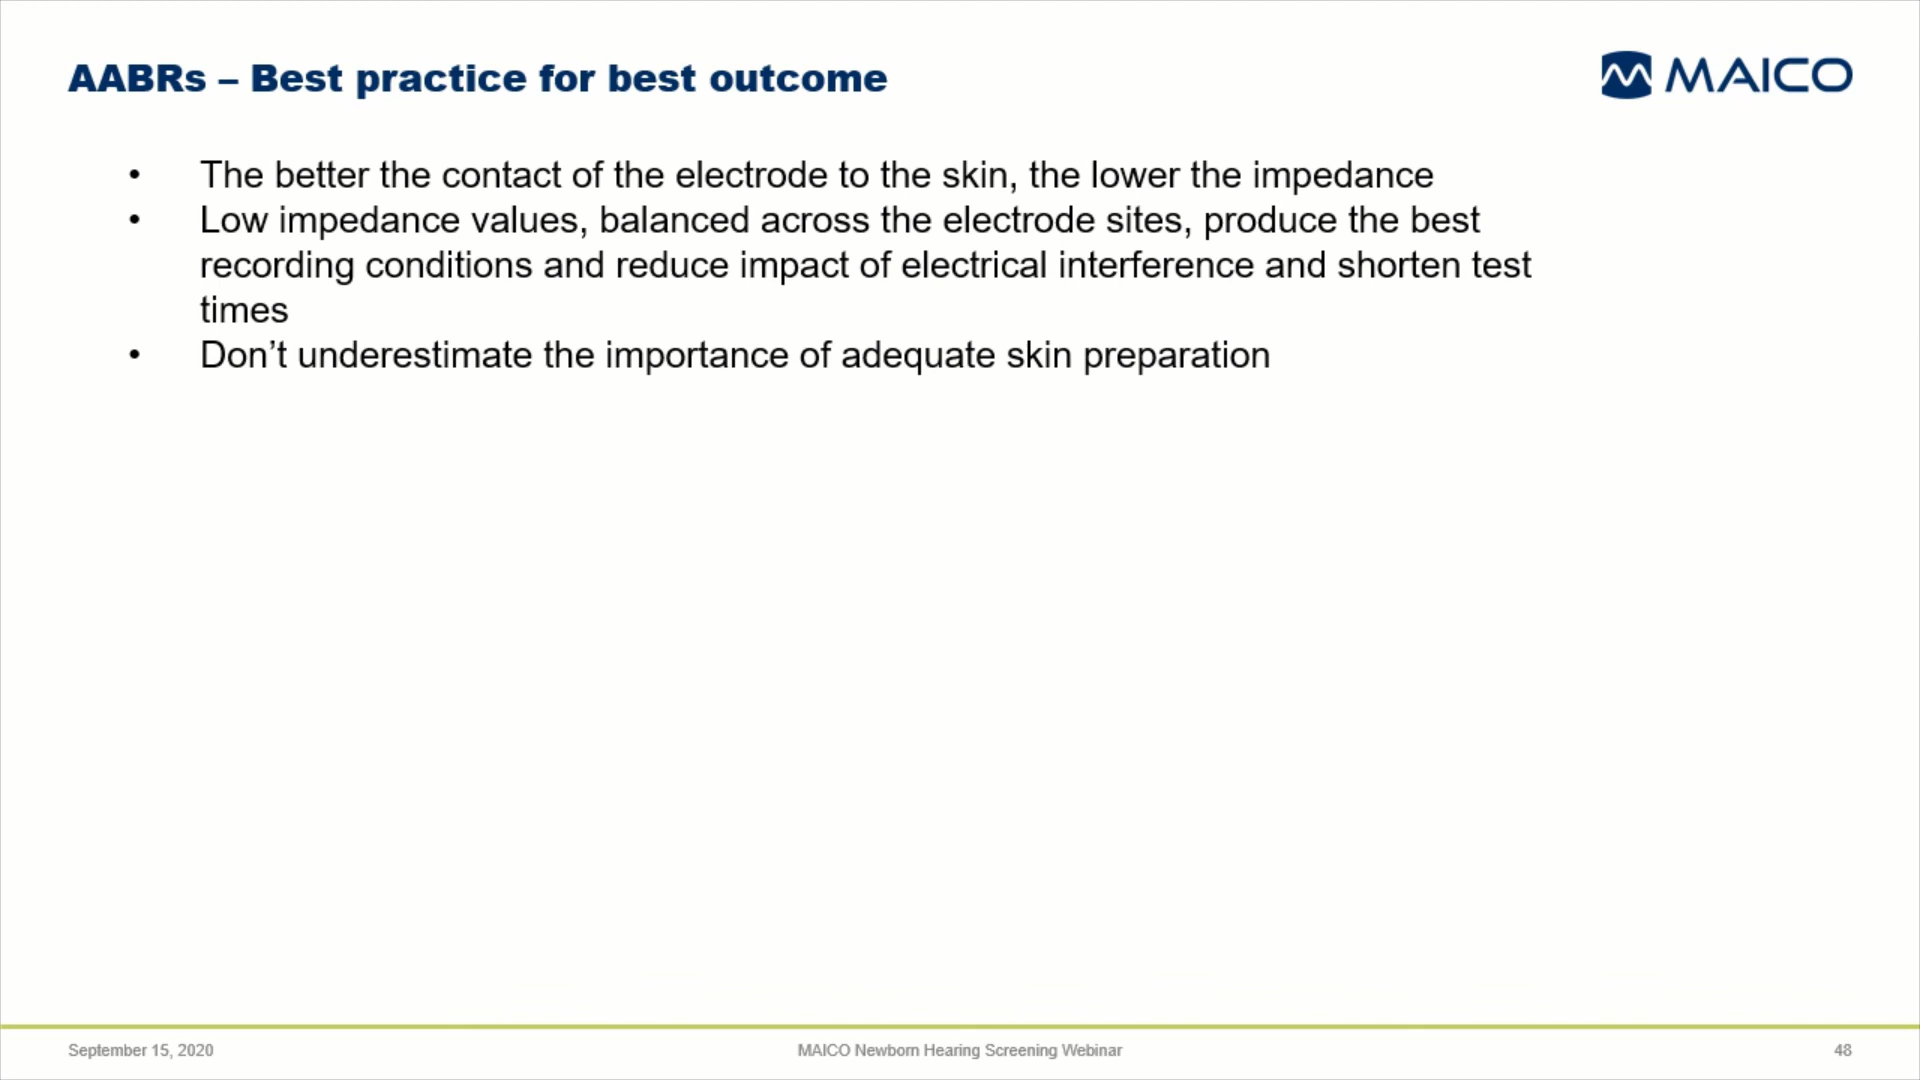 AABRs – Best practice for best outcome
MAICO
• The better the contact of the electrode to the skin, the lower the impedance
• Low impedance values, balanced across the electrode sites, produce the best
recording conditions and reduce impact of electrical interference and shorten test
times
• Don’t underestimate the importance of adequate skin preparation
September 15, 2020
MAICO Newborn Hearing Screening Webinar
48